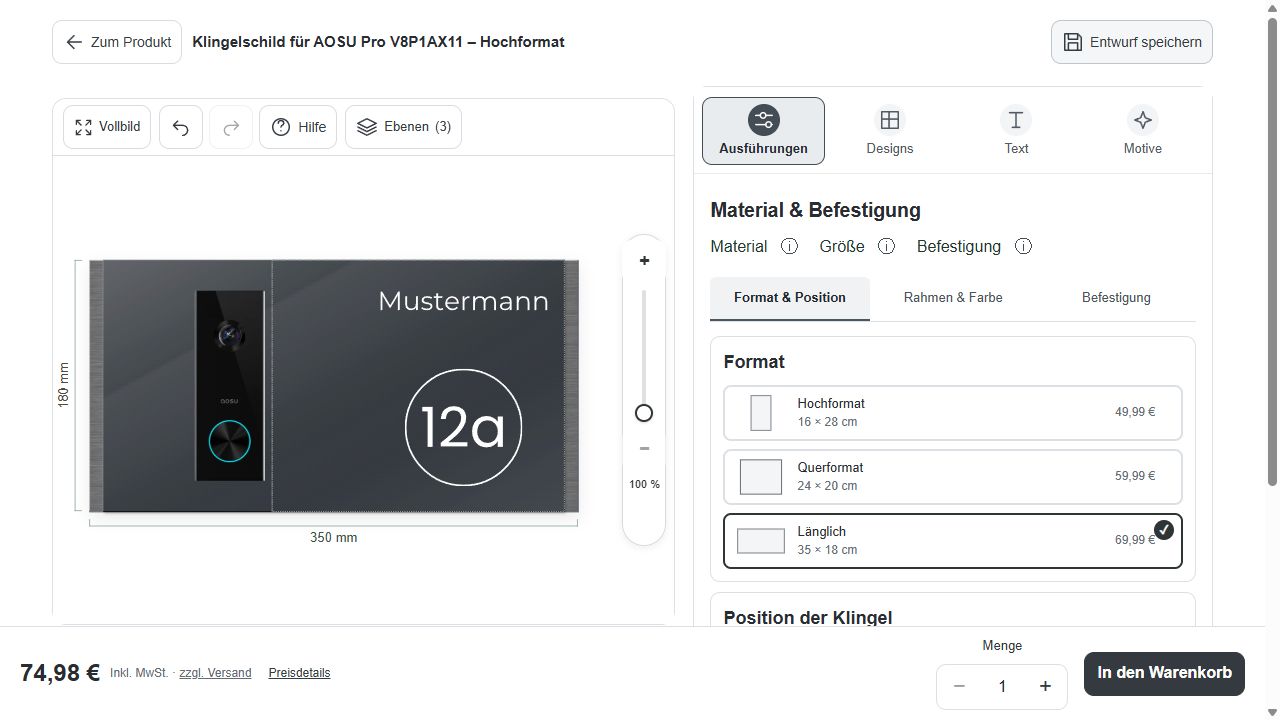 Zum Produkt
Klingelschild für AOSU Pro V8P1AX11 – Hochformat
Entwurf speichern
Vollbild
Hilfe
Ebenen (3)
Ausführungen
Designs
Text
Motive
Material & Befestigung
Material
Größe
Befestigung
Format & Position
Rahmen & Farbe
Befestigung
Format
Hochformat
16 × 28 cm
49,99 €
Querformat
24 × 20 cm
59,99 €
Länglich
35 × 18 cm
69,99 €
Position der Klingel
Mustermann
12a
aosu
180 mm
350 mm
100 %
74,98 €
Inkl. MwSt. · zzgl. Versand
Preisdetails
Menge
1
In den Warenkorb